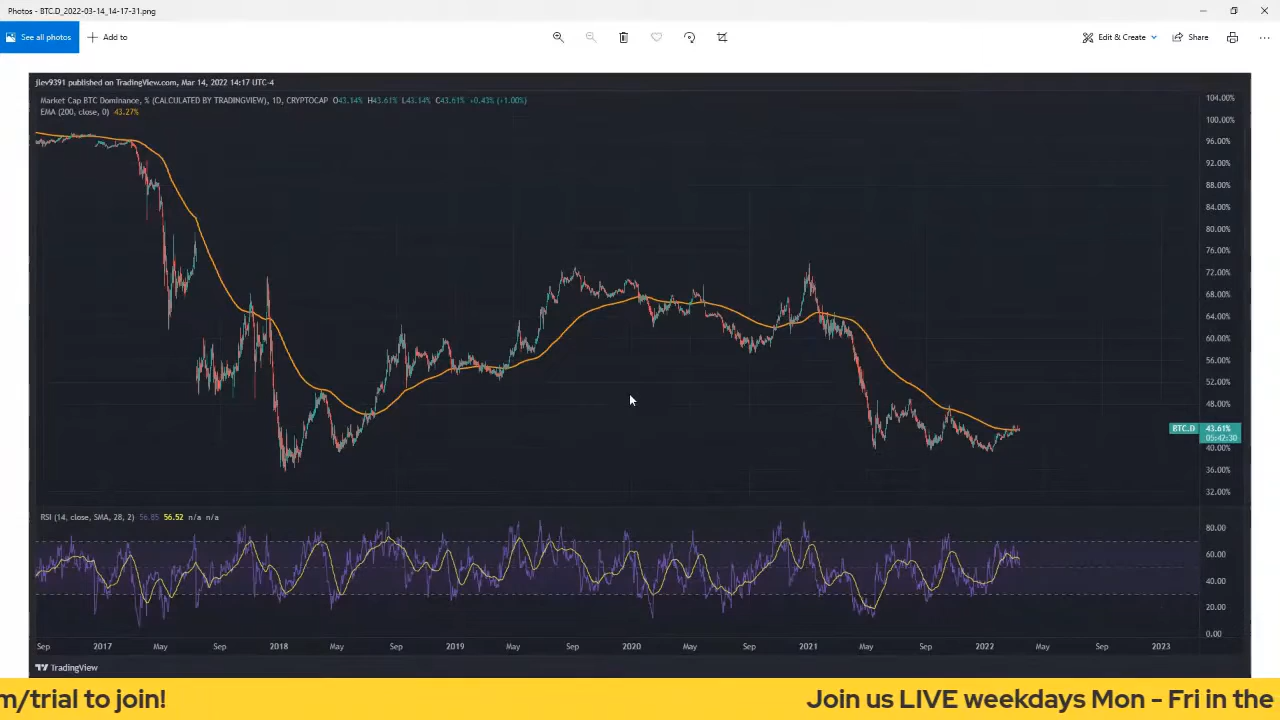 Photos - BTC.D_2022-03-14_14-17-31.png
See all photos
Add to
Edit & Create
Share
jlev9391 published on TradingView.com, Mar 14, 2022 14:17 UTC-4
Market Cap BTC Dominance, % (CALCULATED BY TRADINGVIEW), 1D, CRYPTOCAP O43.14% H43.61% L43.14% C43.61% +0.43% (+1.00%)
EMA (200, close, 0) 43.27%
104.00%
100.00%
96.00%
92.00%
88.00%
84.00%
80.00%
76.00%
72.00%
68.00%
64.00%
60.00%
56.00%
52.00%
48.00%
BTC.D 43.61%
05:42:30
40.00%
36.00%
32.00%
RSI (14, close, SMA, 28, 2) 56.85 56.52 n/a n/a
80.00
60.00
40.00
20.00
0.00
Sep 2017 May Sep 2018 May Sep 2019 May Sep 2020 May Sep 2021 May Sep 2022 May Sep 2023
TradingView
m/trial to join! Join us LIVE weekdays Mon - Fri in the